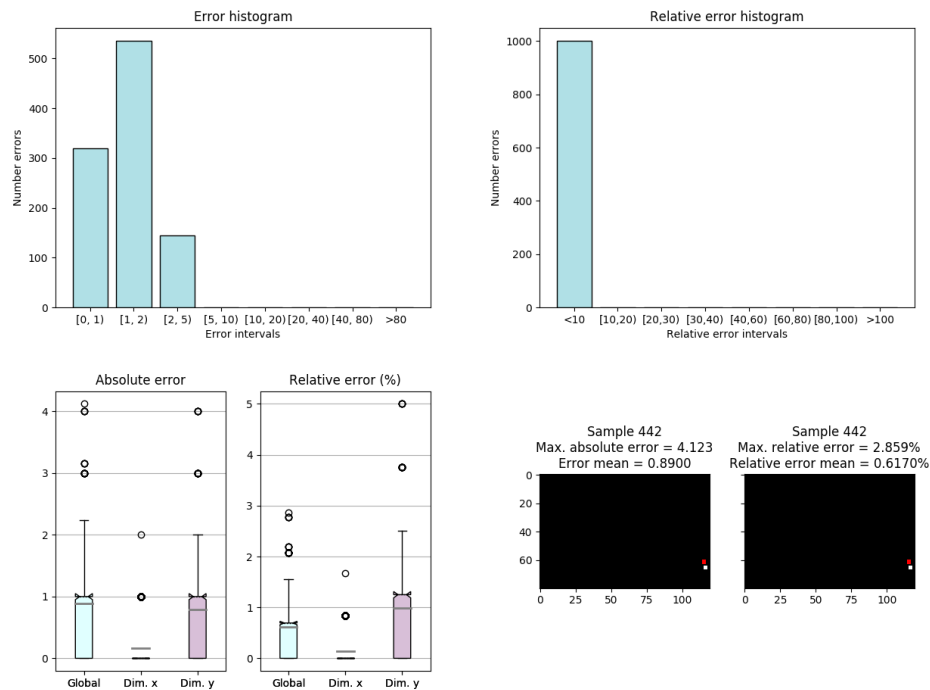 Error histogram
Number errors
500
400
300
200
100
0
[0, 1) [1, 2) [2, 5) [5, 10) [10, 20) [20, 40) [40, 80) >80
Error intervals
Relative error histogram
Number errors
1000
800
600
400
200
0
<10 [10,20) [20,30) [30,40) [40,60) [60,80) [80,100) >100
Relative error intervals
Absolute error
4
3
2
1
0
Global Dim. x Dim. y
Relative error (%)
5
4
3
2
1
0
Global Dim. x Dim. y
Sample 442
Max. absolute error = 4.123
Error mean = 0.8900
0
20
40
60
0 25 50 75 100
Sample 442
Max. relative error = 2.859%
Relative error mean = 0.6170%
0 25 50 75 100